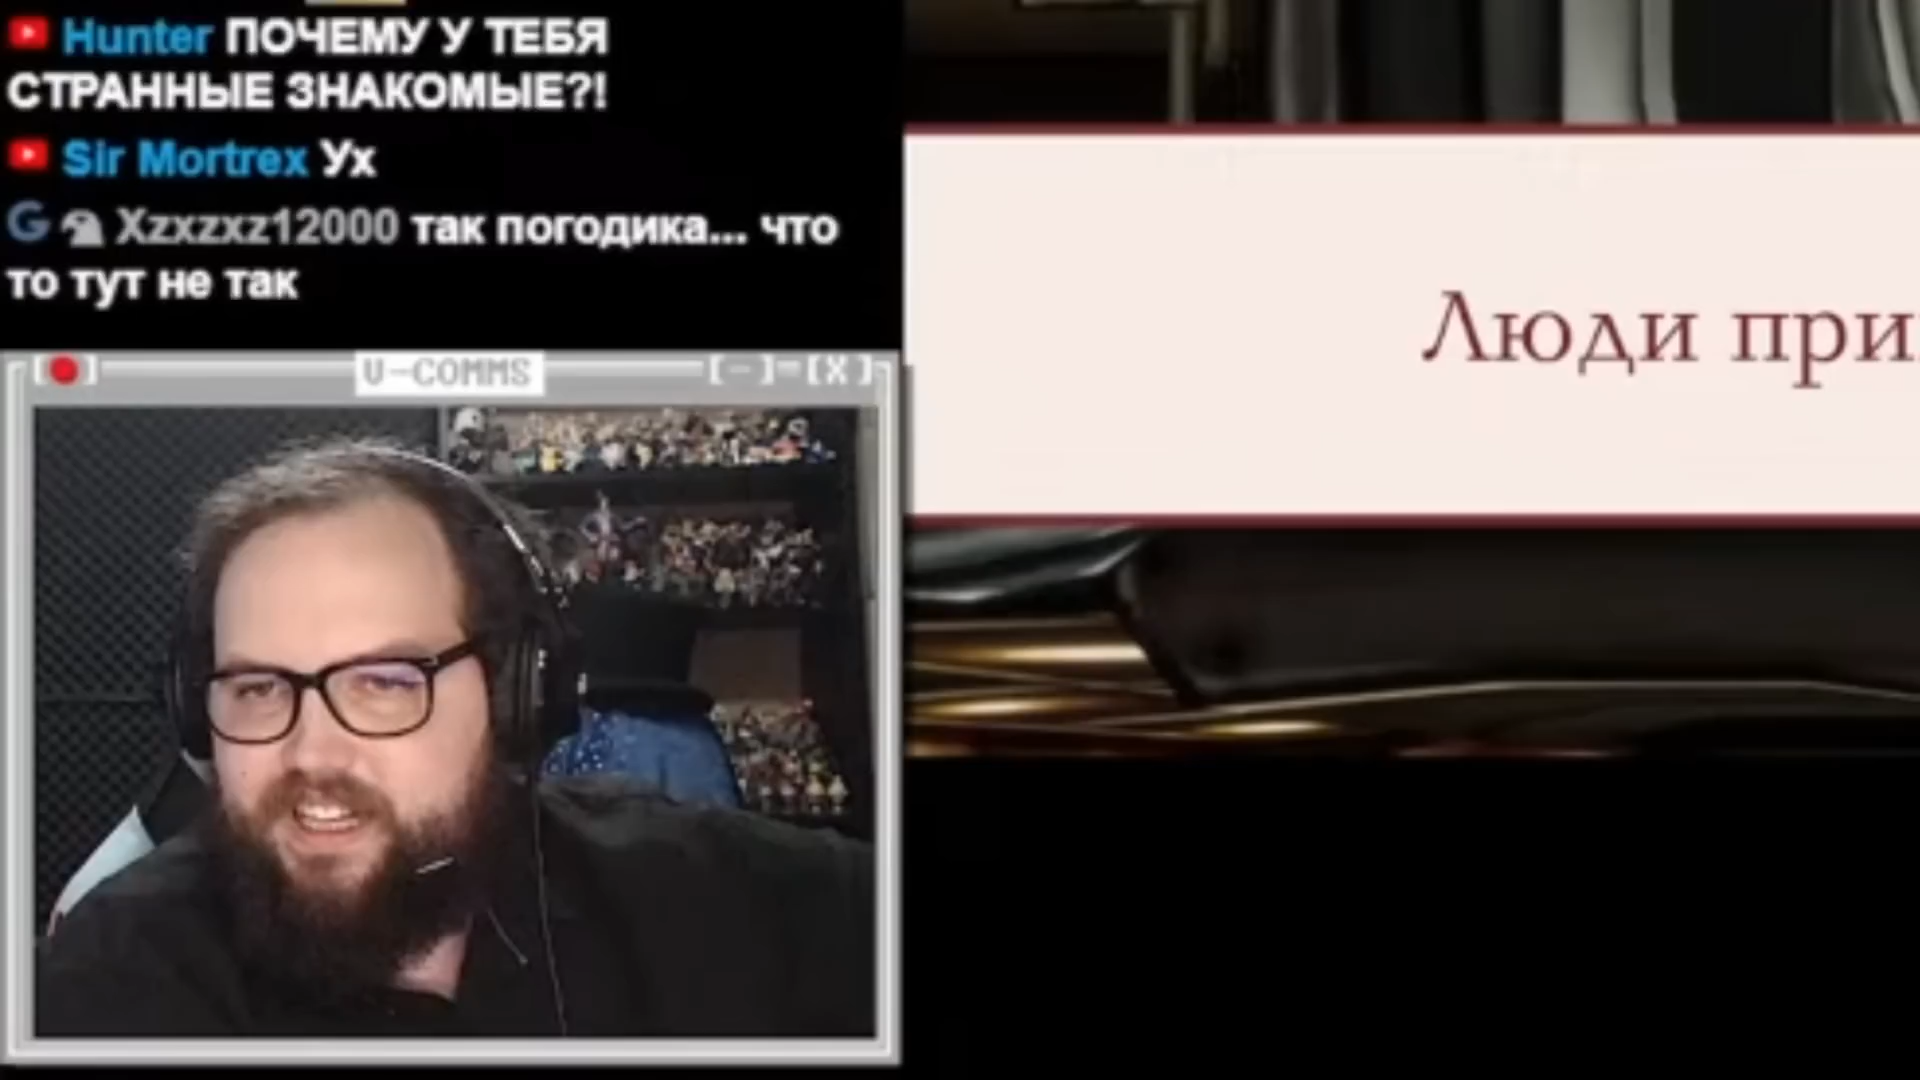 Hunter ПОЧЕМУ У ТЕБЯ
СТРАННЫЕ ЗНАКОМЫЕ?!
Sir Mortrex Ух
Xzxzxz12000 так погодика... что
то тут не так
U-COMMS
[-]-[X]
Люди при